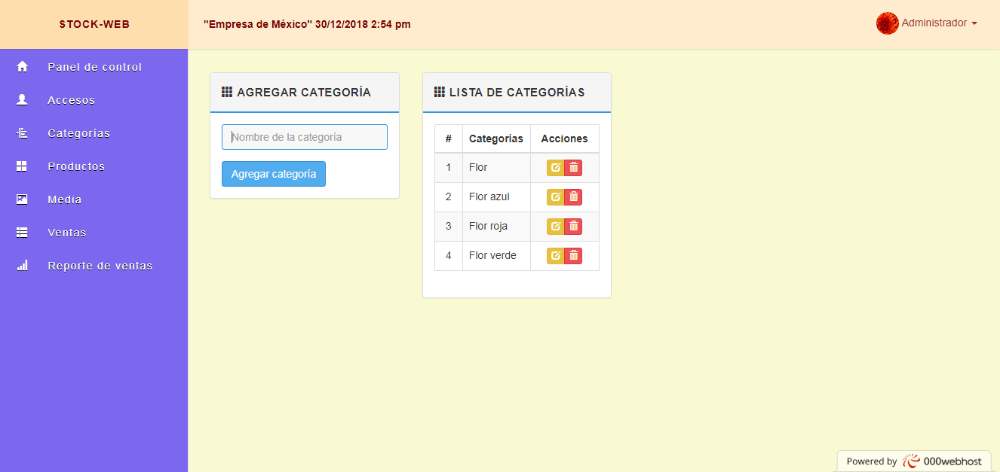 STOCK-WEB
"Empresa de México" 30/12/2018 2:54 pm
Administrador
Panel de control
Accesos
Categorías
Productos
Media
Ventas
Reporte de ventas
AGREGAR CATEGORÍA
Nombre de la categoría
Agregar categoría
LISTA DE CATEGORÍAS
# Categorías Acciones
1 Flor
2 Flor azul
3 Flor roja
4 Flor verde
Powered by 000webhost